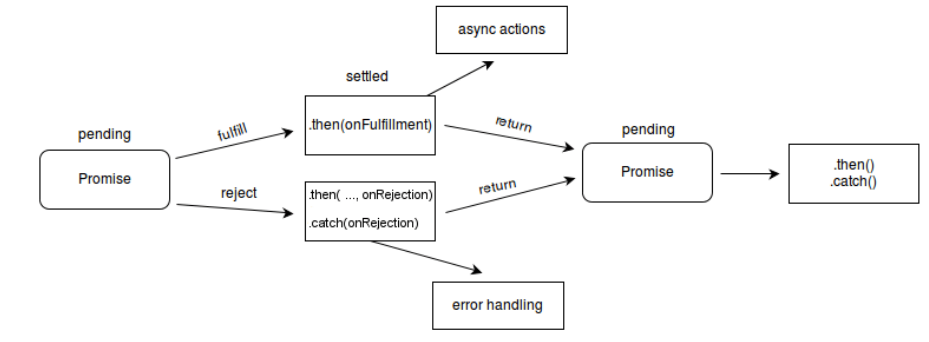 async actions
settled
.then(onFulfillment)
pending
fulfill
return
pending
Promise
reject
.then( ..., onRejection)
.catch(onRejection)
return
Promise
.then()
.catch()
error handling